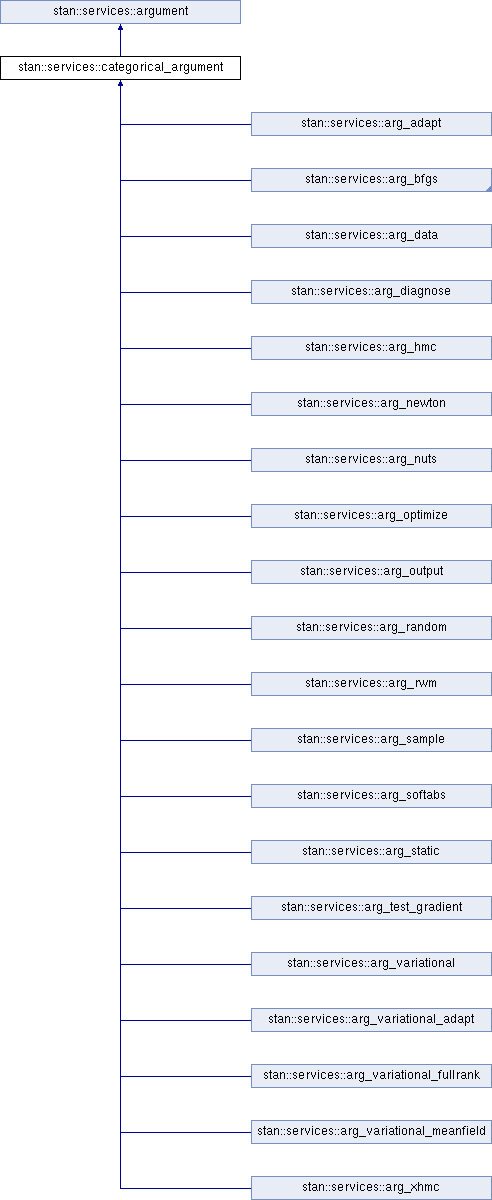 stan::services::argument
stan::services::categorical_argument
stan::services::arg_adapt
stan::services::arg_bfgs
stan::services::arg_data
stan::services::arg_diagnose
stan::services::arg_hmc
stan::services::arg_newton
stan::services::arg_nuts
stan::services::arg_optimize
stan::services::arg_output
stan::services::arg_random
stan::services::arg_rwm
stan::services::arg_sample
stan::services::arg_softabs
stan::services::arg_static
stan::services::arg_test_gradient
stan::services::arg_variational
stan::services::arg_variational_adapt
stan::services::arg_variational_fullrank
stan::services::arg_variational_meanfield
stan::services::arg_xhmc